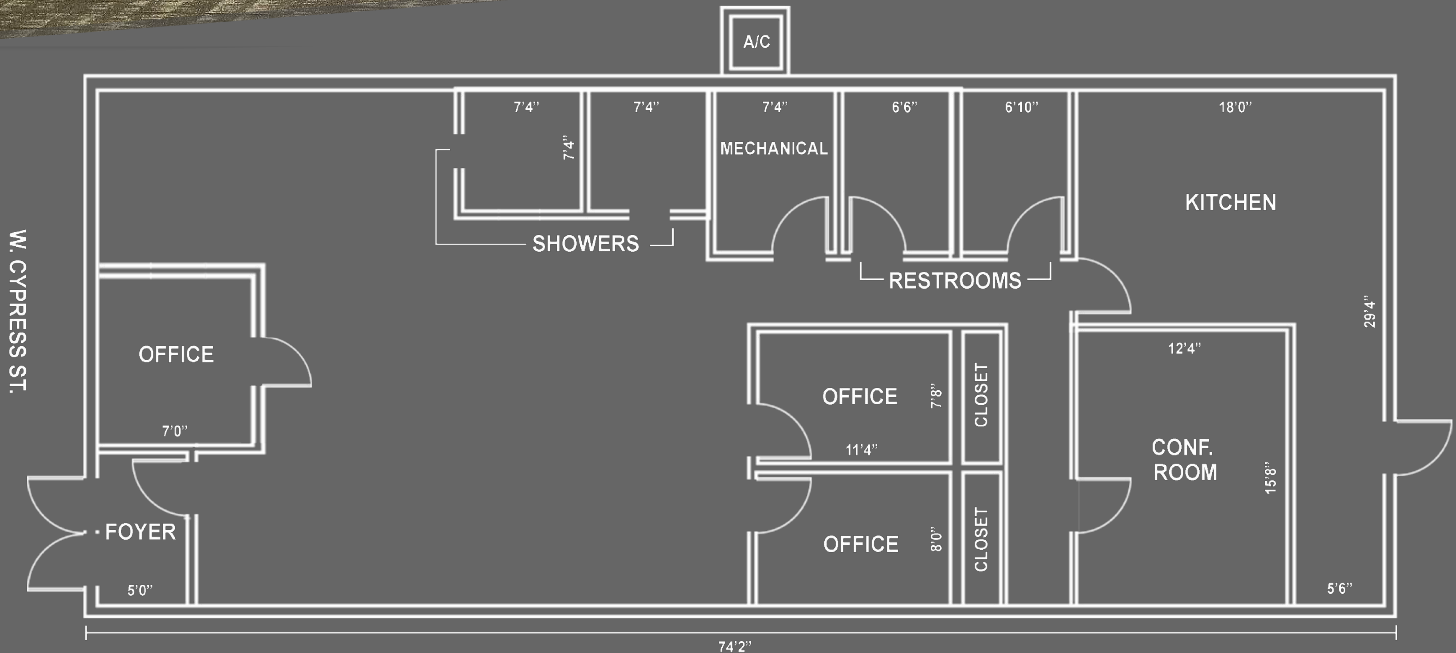 A/C
7’4”
7’4”
7’4”
6’6”
6’10”
18’0”
7’4”
MECHANICAL
KITCHEN
SHOWERS
RESTROOMS
W. CYPRESS ST.
29’4”
OFFICE
12’4”
OFFICE
7’8”
CLOSET
7’0”
11’4”
CONF.
ROOM
15’8”
FOYER
OFFICE
8’0”
CLOSET
5’0”
5’6”
74’2”